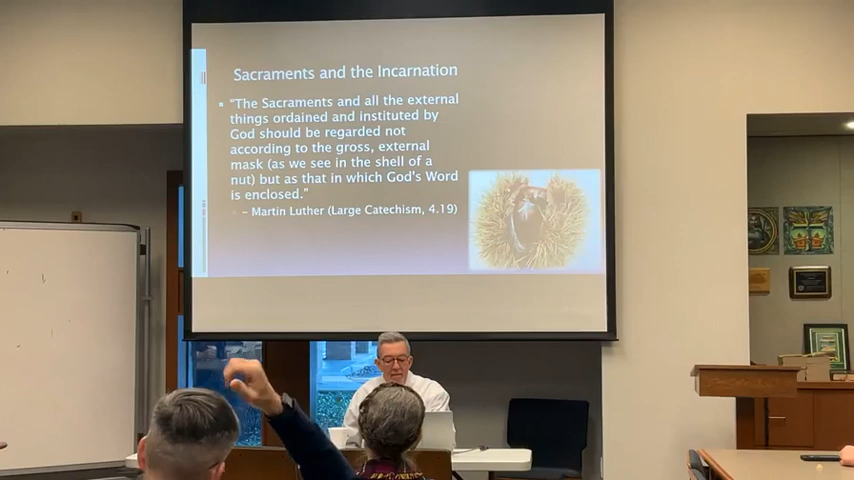 Sacraments and the Incarnation
"The Sacraments and all the external
things ordained and instituted by
God should be regarded not
according to the gross, external
mask (as we see in the shell of a
nut) but as that in which God's Word
is enclosed."
– Martin Luther (Large Catechism, 4.19)